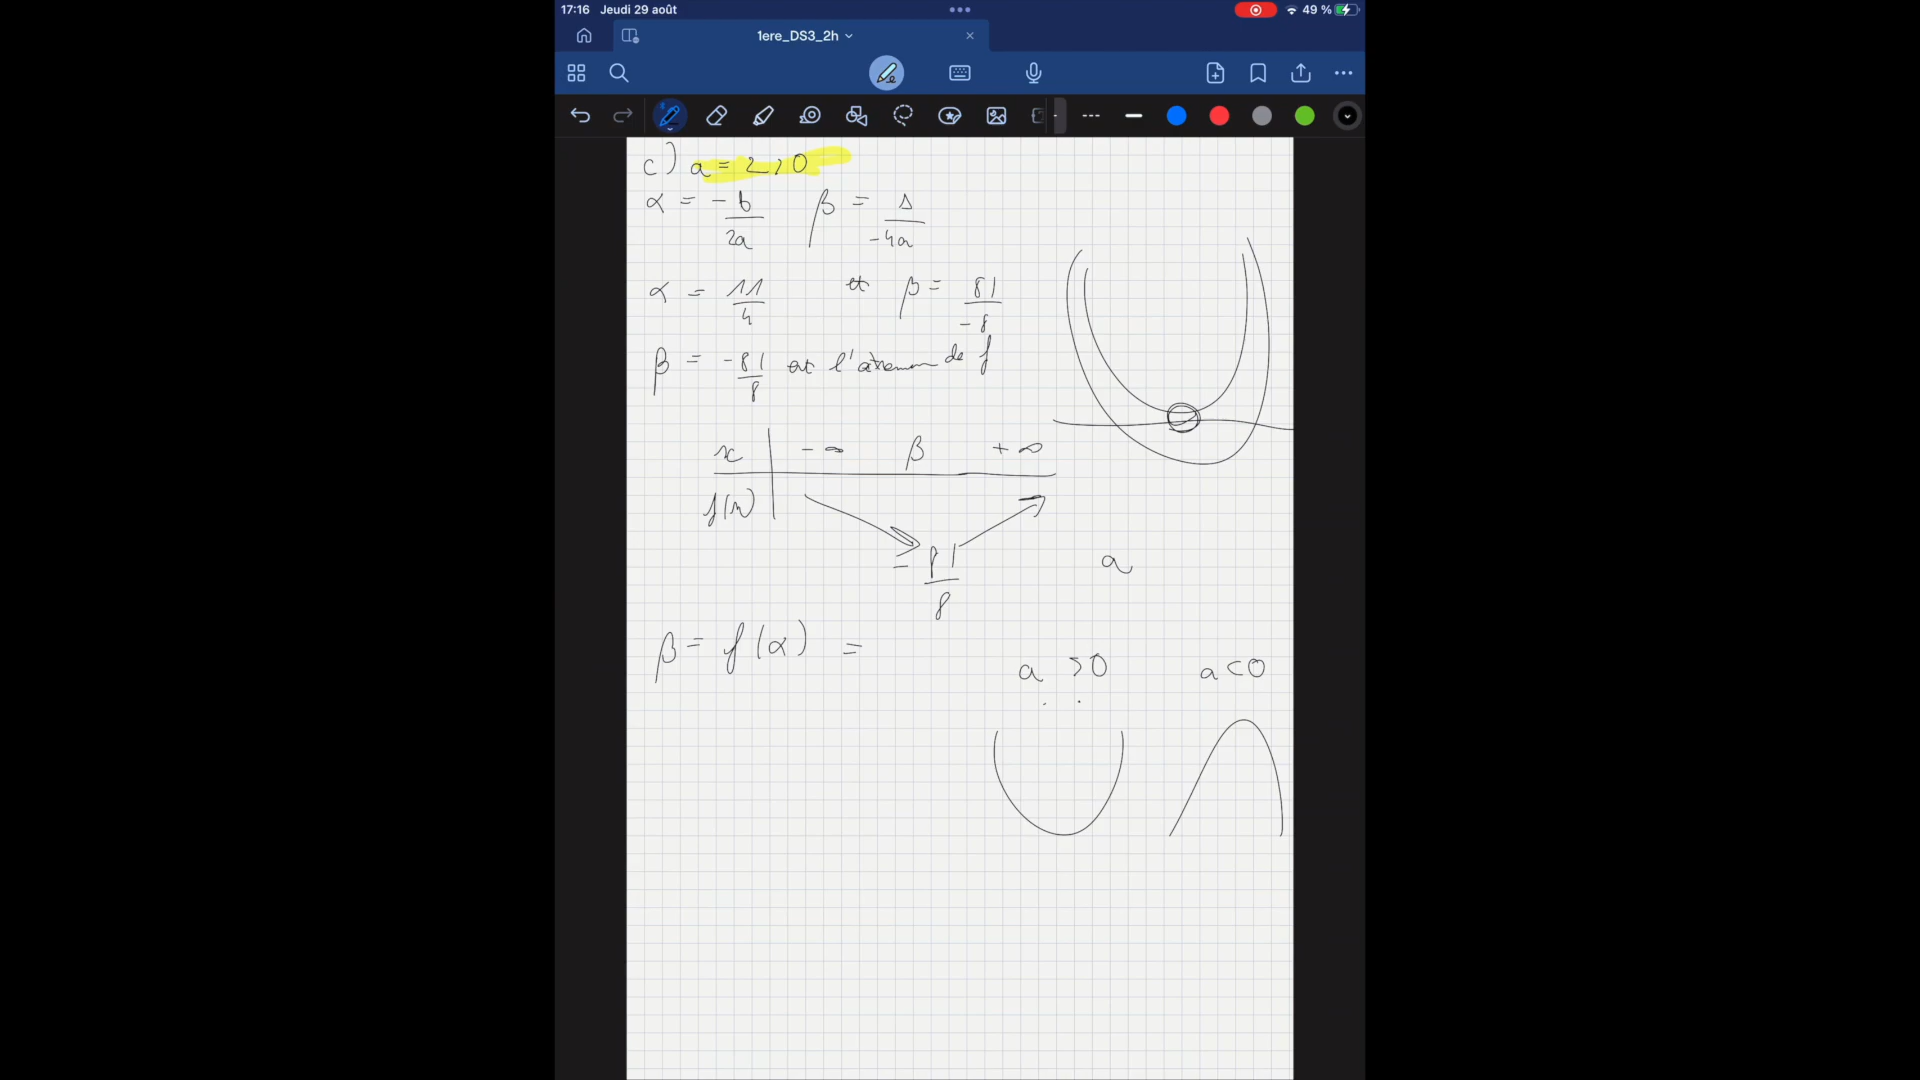 17:16 Jeudi 29 août 49 %
1ere_DS3_2h
c) a = 2 > 0
α = -b/2a β = Δ/-4a
α = 11/4 et β = 81/-8
β = -81/8 est l' de f
x -∞ β +∞
f(x)
-81/8
a
β = f(α) =
a > 0 a < 0